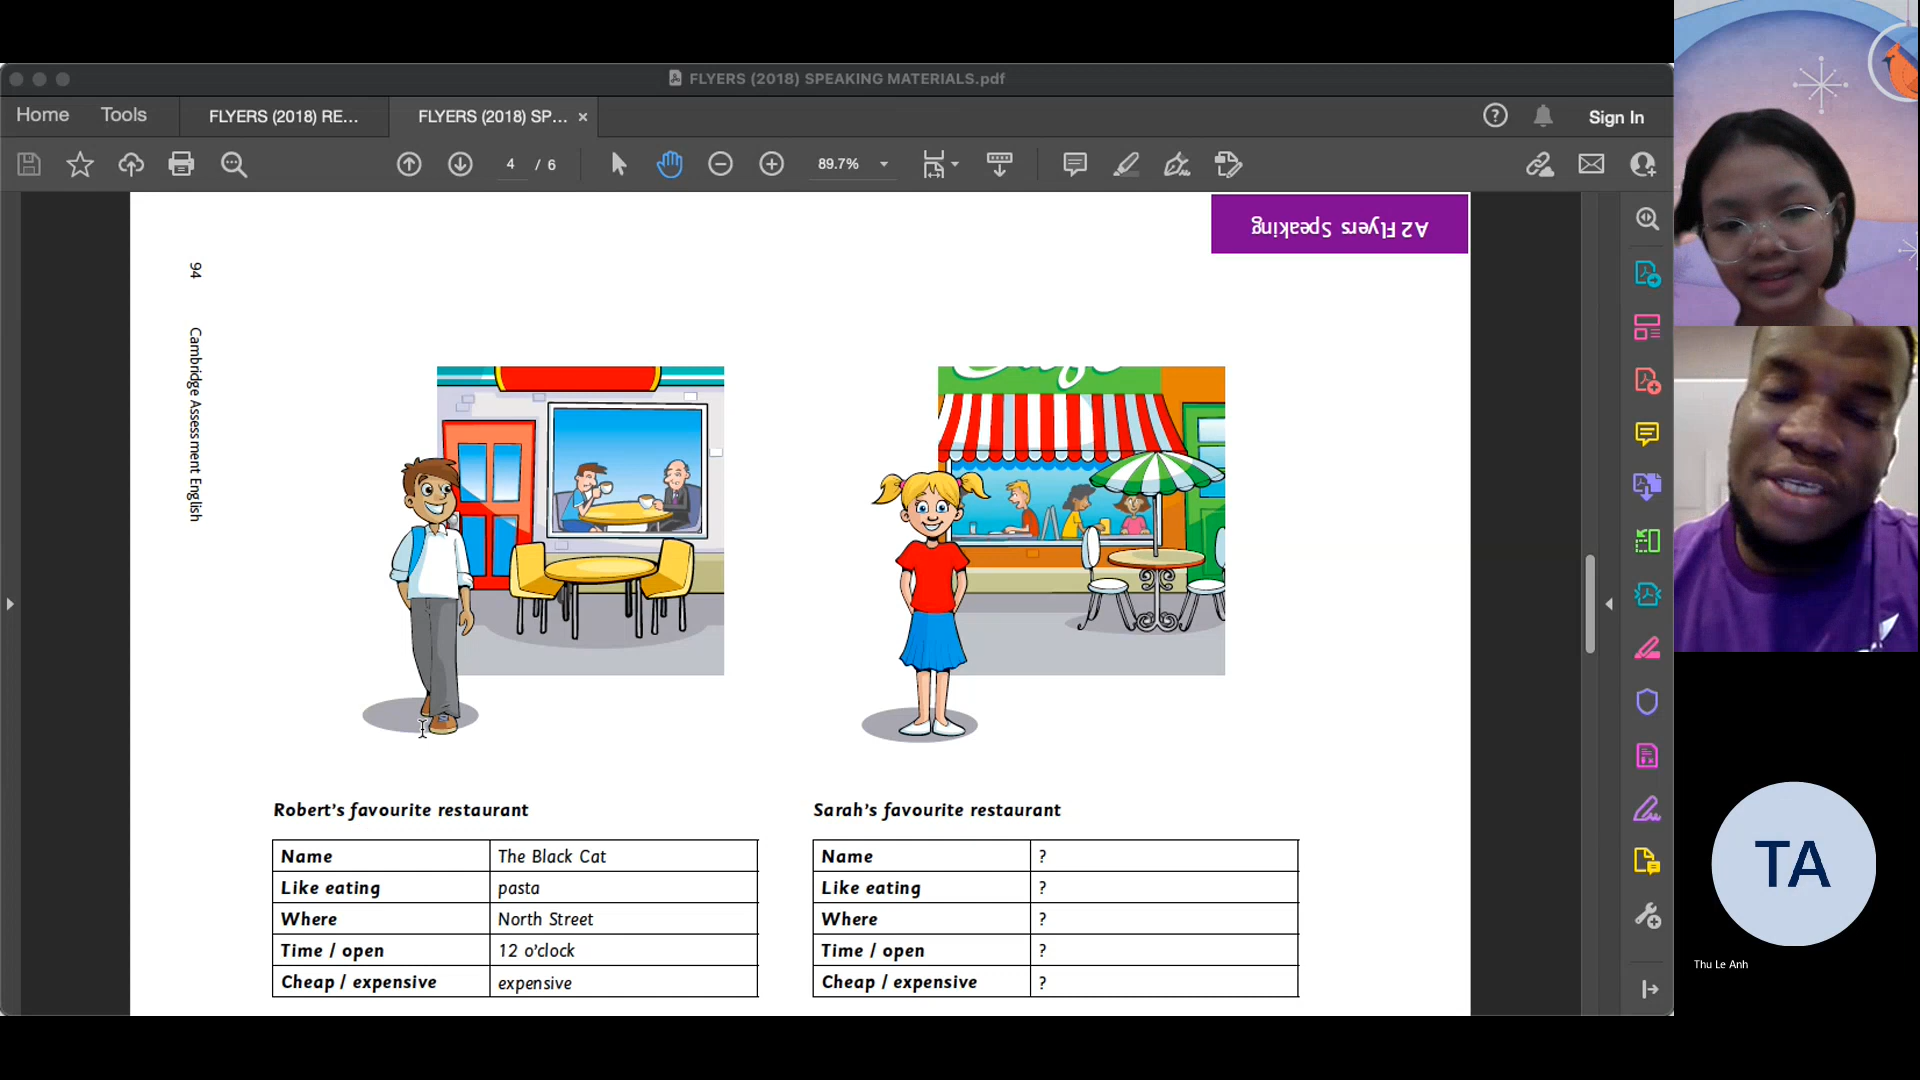 FLYERS (2018) SPEAKING MATERIALS.pdf
Home Tools FLYERS (2018) RE... FLYERS (2018) SP... × ? Sign In
4 / 6 89.7%
A2 Flyers Speaking
94 Cambridge Assessment English
Robert's favourite restaurant
Name The Black Cat
Like eating pasta
Where North Street
Time / open 12 o'clock
Cheap / expensive expensive
Sarah's favourite restaurant
Name ?
Like eating ?
Where ?
Time / open ?
Cheap / expensive ?
TA
Thu Le Anh